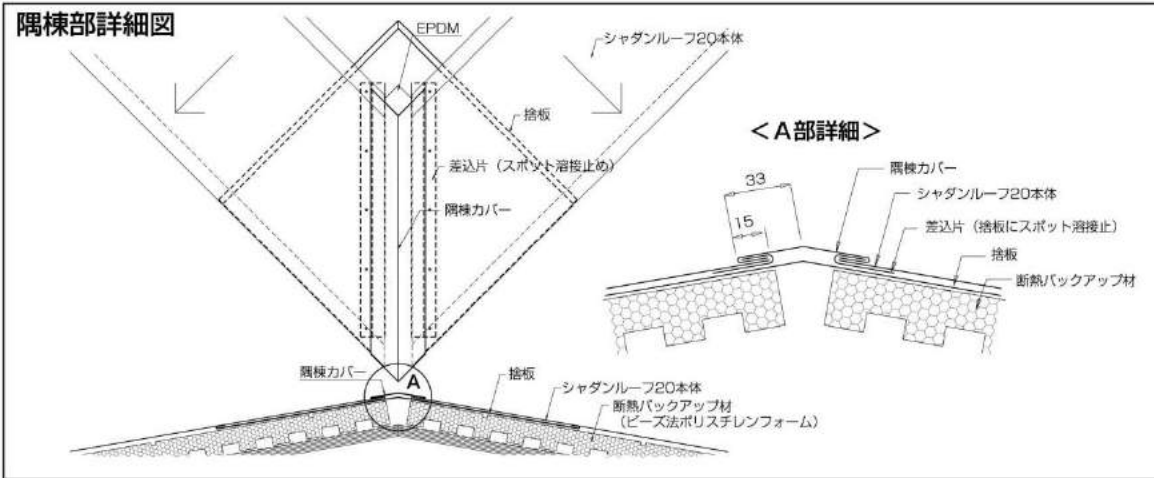 隅棟部詳細図
EPDM
シャダンルーフ20本体
捨板
差込片（スポット溶接止め）
隅棟カバー
隅棟カバー
A
捨板
シャダンルーフ20本体
断熱バックアップ材
（ビーズ法ポリスチレンフォーム）
＜A部詳細＞
33
15
隅棟カバー
シャダンルーフ20本体
差込片（捨板にスポット溶接止）
捨板
断熱バックアップ材